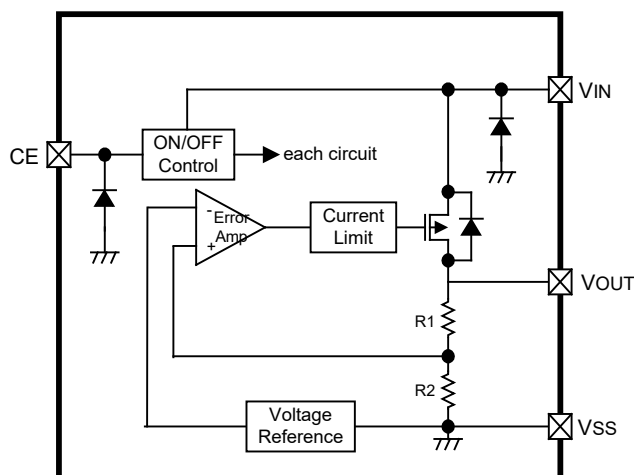 VIN
CE
ON/OFF
Control
each circuit
-
Error
Amp
+
Current
Limit
VOUT
R1
R2
Voltage
Reference
VSS